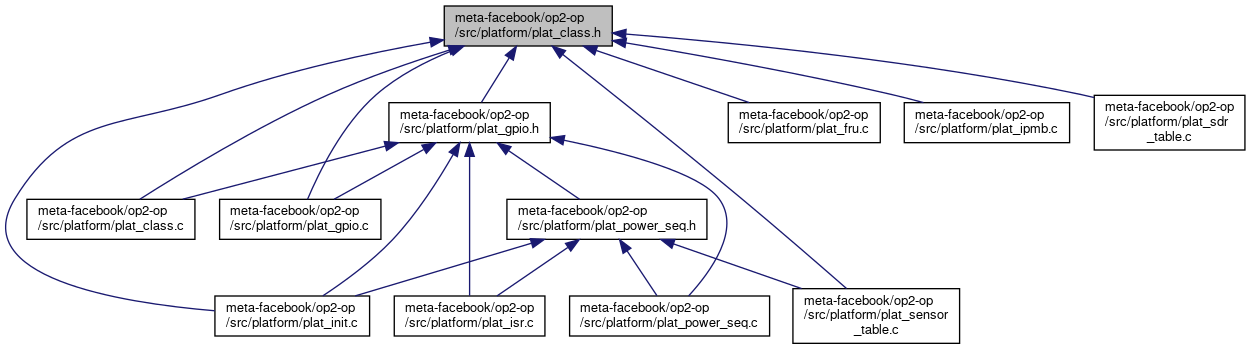 meta-facebook/op2-op
/src/platform/plat_class.h
meta-facebook/op2-op
/src/platform/plat_gpio.h
meta-facebook/op2-op
/src/platform/plat_fru.c
meta-facebook/op2-op
/src/platform/plat_ipmb.c
meta-facebook/op2-op
/src/platform/plat_sdr
_table.c
meta-facebook/op2-op
/src/platform/plat_class.c
meta-facebook/op2-op
/src/platform/plat_gpio.c
meta-facebook/op2-op
/src/platform/plat_power_seq.h
meta-facebook/op2-op
/src/platform/plat_init.c
meta-facebook/op2-op
/src/platform/plat_isr.c
meta-facebook/op2-op
/src/platform/plat_power_seq.c
meta-facebook/op2-op
/src/platform/plat_sensor
_table.c